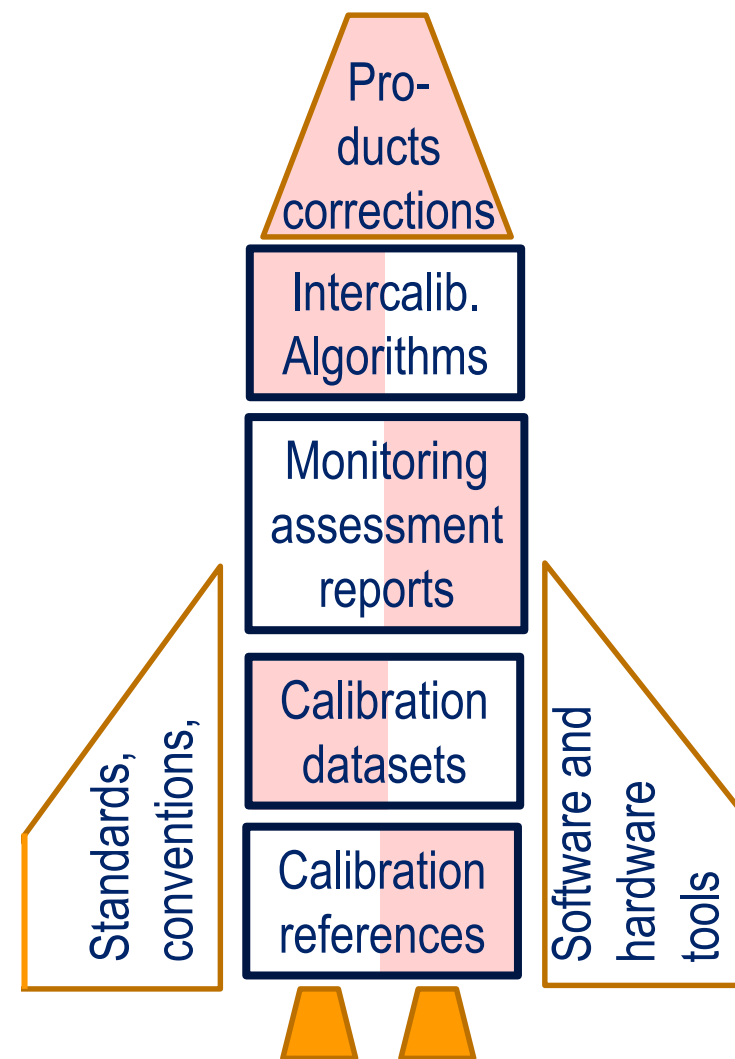 Pro-
ducts
corrections
Intercalib.
Algorithms
Monitoring
assessment
reports
Calibration
datasets
Calibration
references
Standards,
conventions,
Software and
hardware
tools